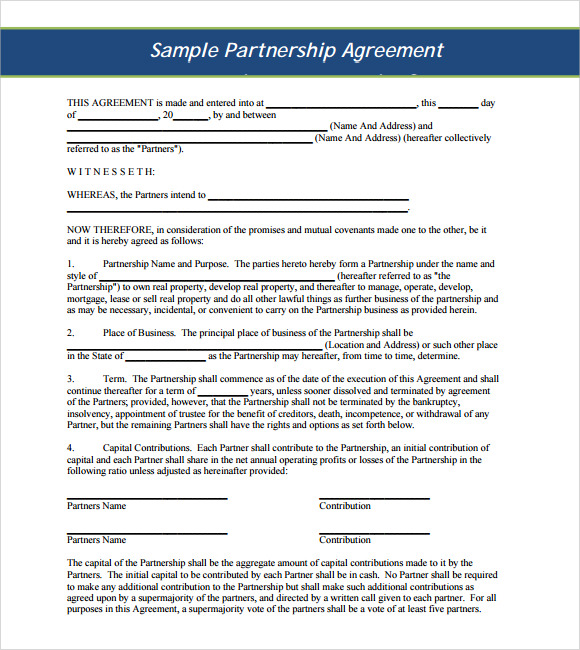 Sample Partnership Agreement
THIS AGREEMENT is made and entered into at ____________________, this ______ day
of ____________, 20_____, by and between
____________________________________ (Name And Address) and
__________________________________ (Name And Address) (hereafter collectively
referred to as the "Partners").
W I T N E S S E T H:
WHEREAS, the Partners intend to ____________________________
________________________________________________.
NOW THEREFORE, in consideration of the promises and mutual covenants made one to the other, be it
and it is hereby agreed as follows:
1. Partnership Name and Purpose. The parties hereto hereby form a Partnership under the name and
style of ________________________________ (hereafter referred to as "the
Partnership") to own real property, develop real property, and thereafter to manage, operate, develop,
mortgage, lease or sell real property and do all other lawful things as further business of the partnership and
as may be necessary, incidental, or convenient to carry on the Partnership business as provided herein.
2. Place of Business. The principal place of business of the Partnership shall be
____________________________________ (Location and Address) or such other place
in the State of ____________ as the Partnership may hereafter, from time to time, determine.
3. Term. The Partnership shall commence as of the date of the execution of this Agreement and shall
continue thereafter for a term of ________ years, unless sooner dissolved and terminated by agreement
of the Partners; provided, however, that the Partnership shall not be terminated by the bankruptcy,
insolvency, appointment of trustee for the benefit of creditors, death, incompetence, or withdrawal of any
Partner, but the remaining Partners shall have the rights and options as set forth below.
4. Capital Contributions. Each Partner shall contribute to the Partnership, an initial contribution of
capital and each Partner shall share in the net annual operating profits or losses of the Partnership in the
following ratio unless adjusted as hereinafter provided:
Partners Name Contribution
Partners Name Contribution
The capital of the Partnership shall be the aggregate amount of capital contributions made to it by the
Partners. The initial capital to be contributed by each Partner shall be in cash. No Partner shall be required
to make any additional contribution to the Partnership but shall make such additional contributions as
agreed upon by a supermajority of the partners, and directed by a written call given to each partner. For all
purposes in this Agreement, a supermajority vote of the partners shall be a vote of at least five partners.